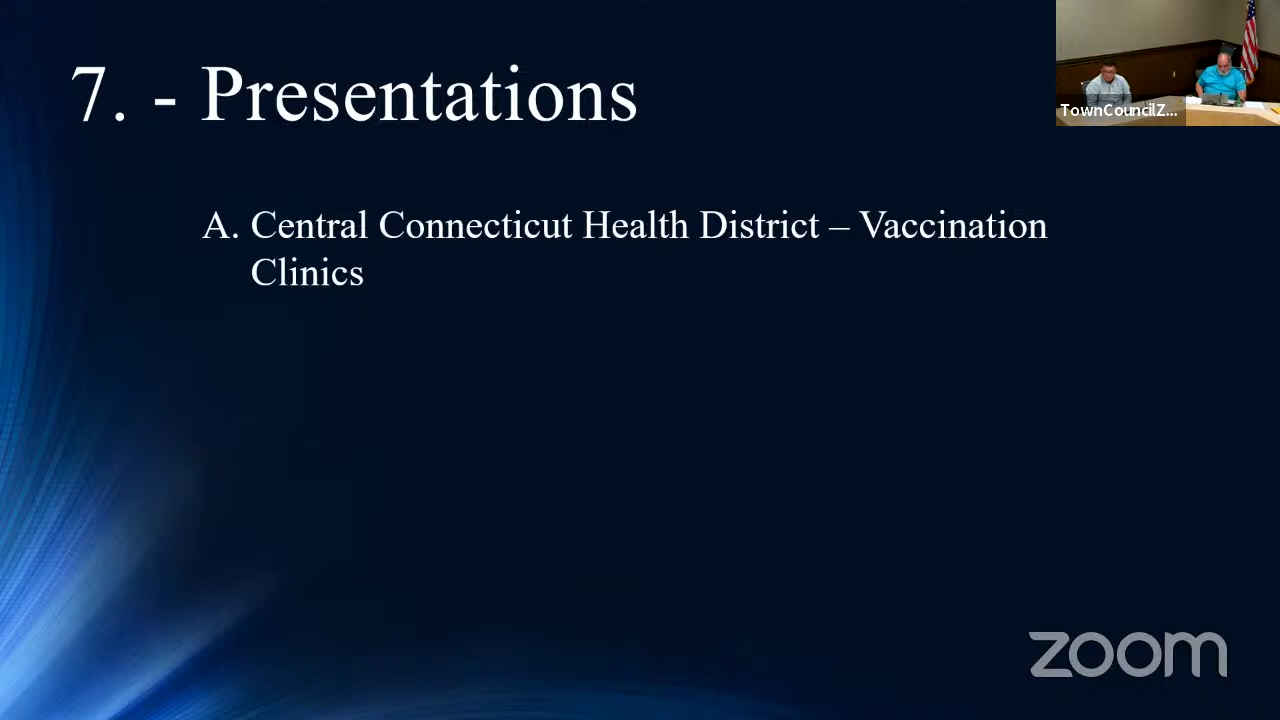 7. - Presentations
TownCouncilZ...
A. Central Connecticut Health District – Vaccination
Clinics
zoom